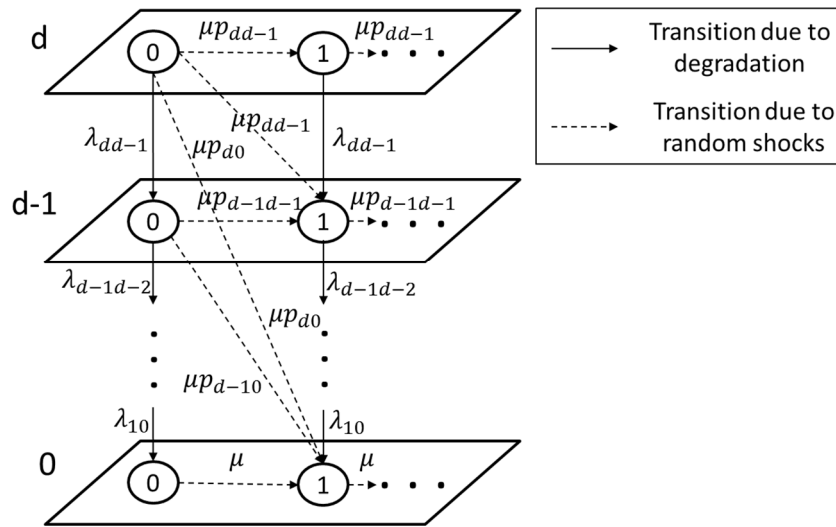 d
0
μp_{dd-1}
1
μp_{dd-1}
. . .
Transition due to
degradation
Transition due to
random shocks
λ_{dd-1}
μp_{d0}
μp_{dd-1}
λ_{dd-1}
d-1
0
μp_{d-1d-1}
1
μp_{d-1d-1}
. . .
λ_{d-1d-2}
λ_{d-1d-2}
μp_{d0}
μp_{d-10}
λ_{10}
λ_{10}
0
0
μ
1
μ
. . .